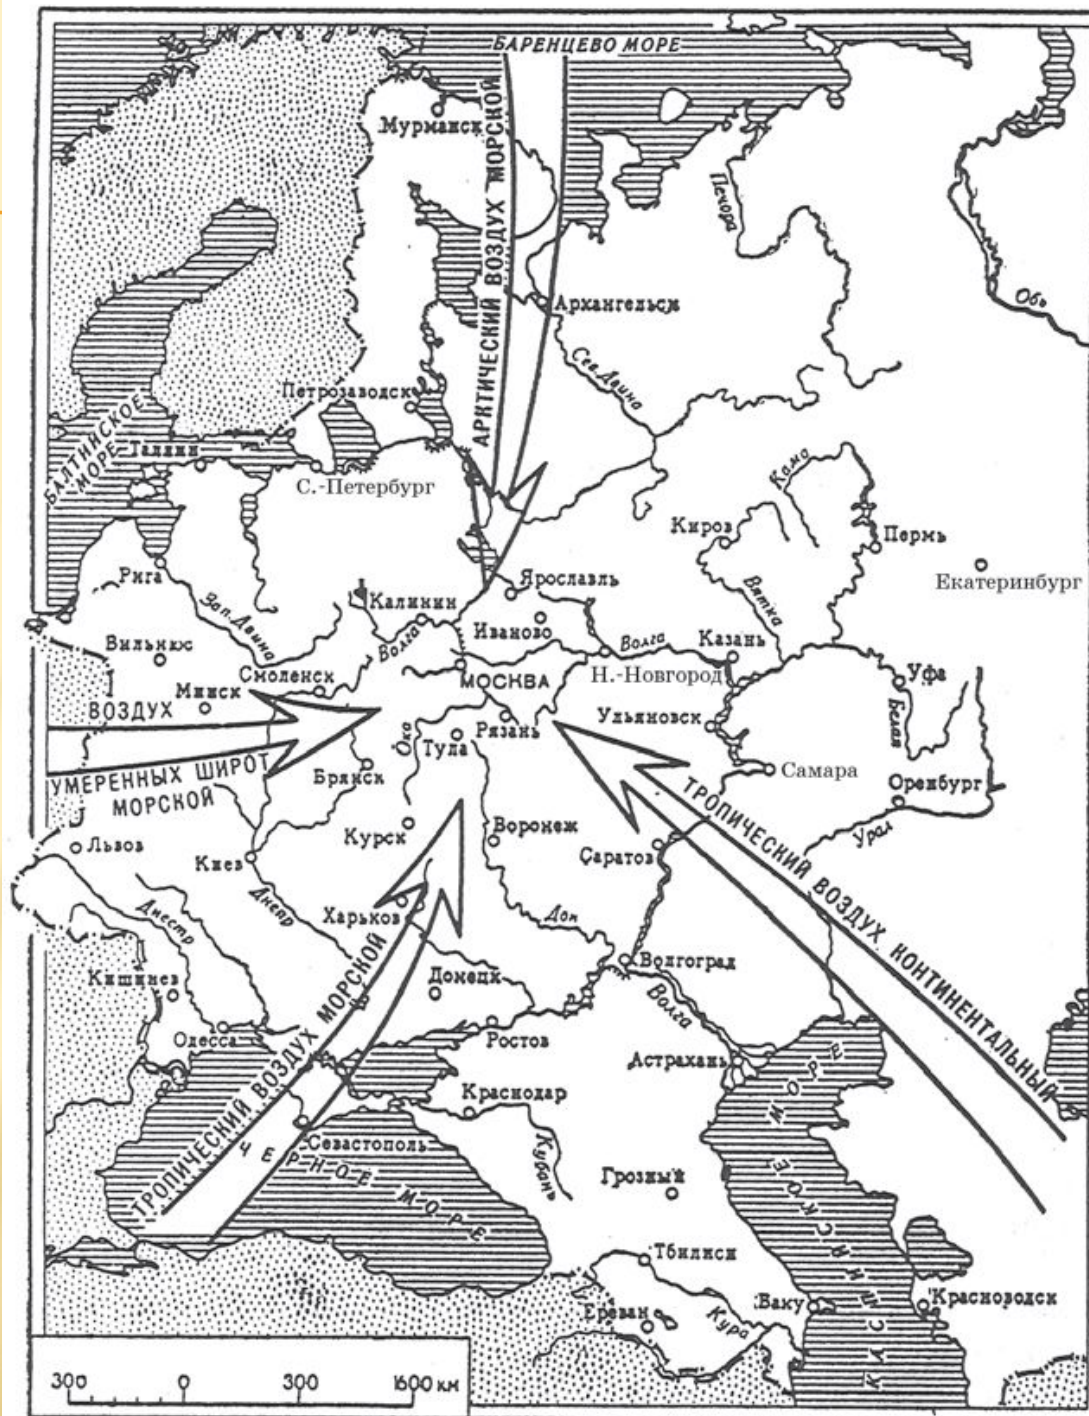 БАРЕНЦЕВО МОРЕ
Мурманск
АРКТИЧЕСКИЙ ВОЗДУХ МОРСКОЙ
Печора
Обь
Архангельск
Сев. Двина
Петрозаводск
БАЛТИЙСКОЕ
МОРЕ
Таллин
С.-Петербург
Кама
Киров
Пермь
Екатеринбург
Рига
Зап. Двина
Калинин
Ярославль
Вятка
Иваново
Волга
Волга
Казань
Вильнюс
Смоленск
МОСКВА
Н.-Новгород
Уфа
Минск
ВОЗДУХ
УМЕРЕННЫХ ШИРОТ
МОРСКОЙ
Ока
Рязань
Тула
Ульяновск
Белая
Брянск
Самара
Оренбург
Урал
Львов
Киев
Курск
Воронеж
Саратов
ТРОПИЧЕСКИЙ ВОЗДУХ КОНТИНЕНТАЛЬНЫЙ
Днестр
Днепр
Харьков
Дон
Кишинев
Донецк
Волгоград
Волга
Одесса
Ростов
Астрахань
ТРОПИЧЕСКИЙ ВОЗДУХ МОРСКОЙ
Краснодар
Севастополь
ЧЕРНОЕ МОРЕ
Кубань
Грозный
КАСПИЙСКОЕ МОРЕ
Тбилиси
Ереван
Кура
Баку
Красноводск
300 0 300 600 км